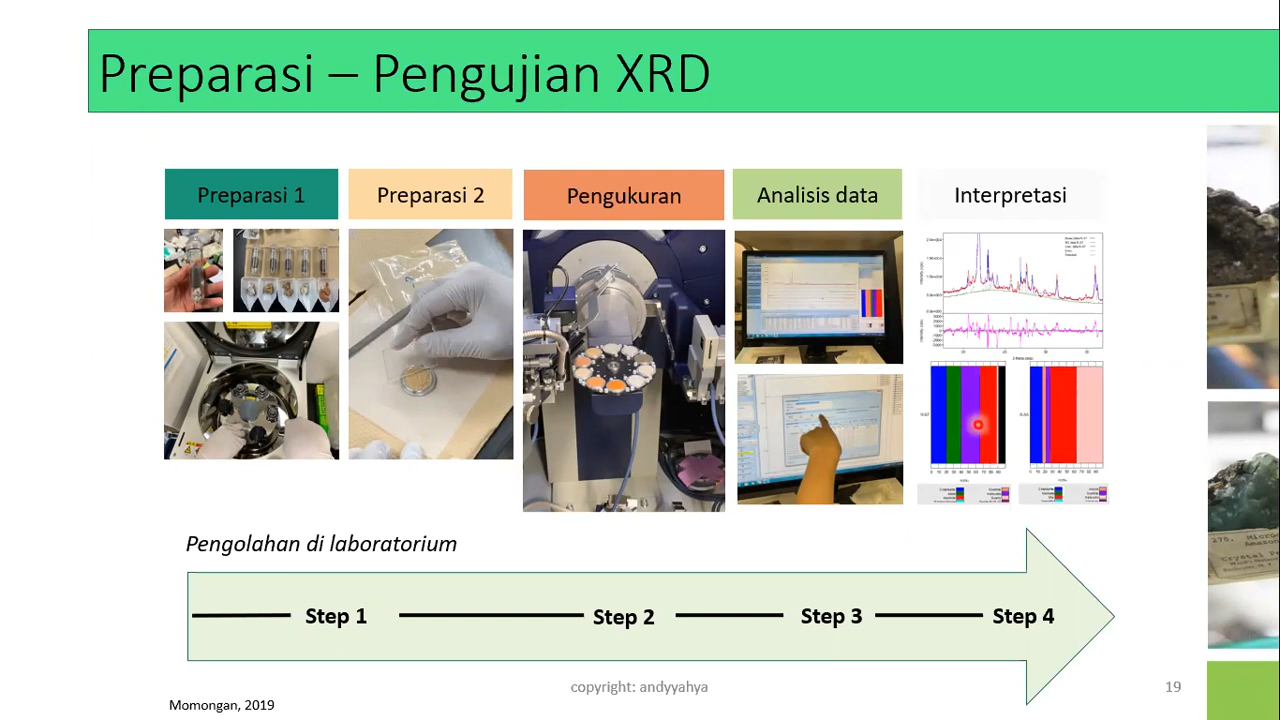 Preparasi – Pengujian XRD
Preparasi 1
Preparasi 2
Pengukuran
Analisis data
Interpretasi
Pengolahan di laboratorium
Step 1
Step 2
Step 3
Step 4
copyright: andyyahya
19
Momongan, 2019